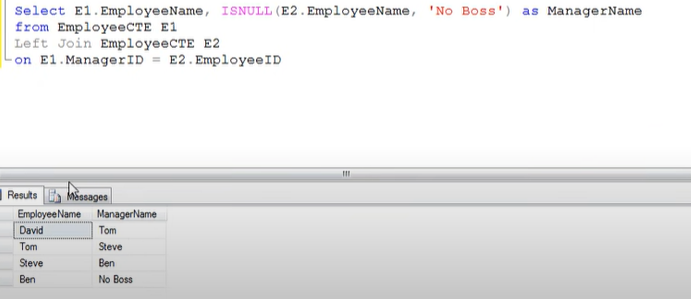 Select E1.EmployeeName, ISNULL(E2.EmployeeName, 'No Boss') as ManagerName
from EmployeeCTE E1
Left Join EmployeeCTE E2
on E1.ManagerID = E2.EmployeeID
Results Messages
EmployeeName ManagerName
David Tom
Tom Steve
Steve Ben
Ben No Boss